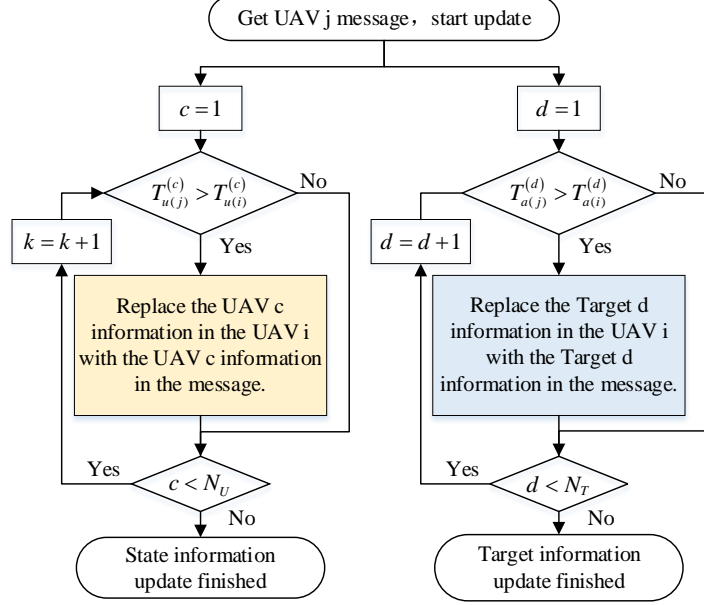 Get UAV j message，start update
c = 1
d = 1
T_{u(j)}^{(c)} > T_{u(i)}^{(c)}
No
T_{a(j)}^{(d)} > T_{a(i)}^{(d)}
No
k = k + 1
Yes
d = d + 1
Yes
Replace the UAV c
information in the UAV i
with the UAV c information
in the message.
Replace the Target d
information in the UAV i
with the Target d
information in the message.
Yes
c < N_U
Yes
d < N_T
No
No
State information
update finished
Target information
update finished